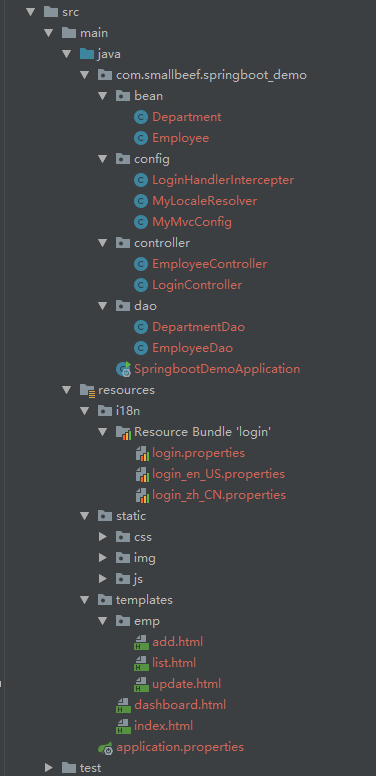 src
main
java
com.smallbeef.springboot_demo
bean
Department
Employee
config
LoginHandlerIntercepter
MyLocaleResolver
MyMvcConfig
controller
EmployeeController
LoginController
dao
DepartmentDao
EmployeeDao
SpringbootDemoApplication
resources
i18n
Resource Bundle 'login'
login.properties
login_en_US.properties
login_zh_CN.properties
static
css
img
js
templates
emp
add.html
list.html
update.html
dashboard.html
index.html
application.properties
test